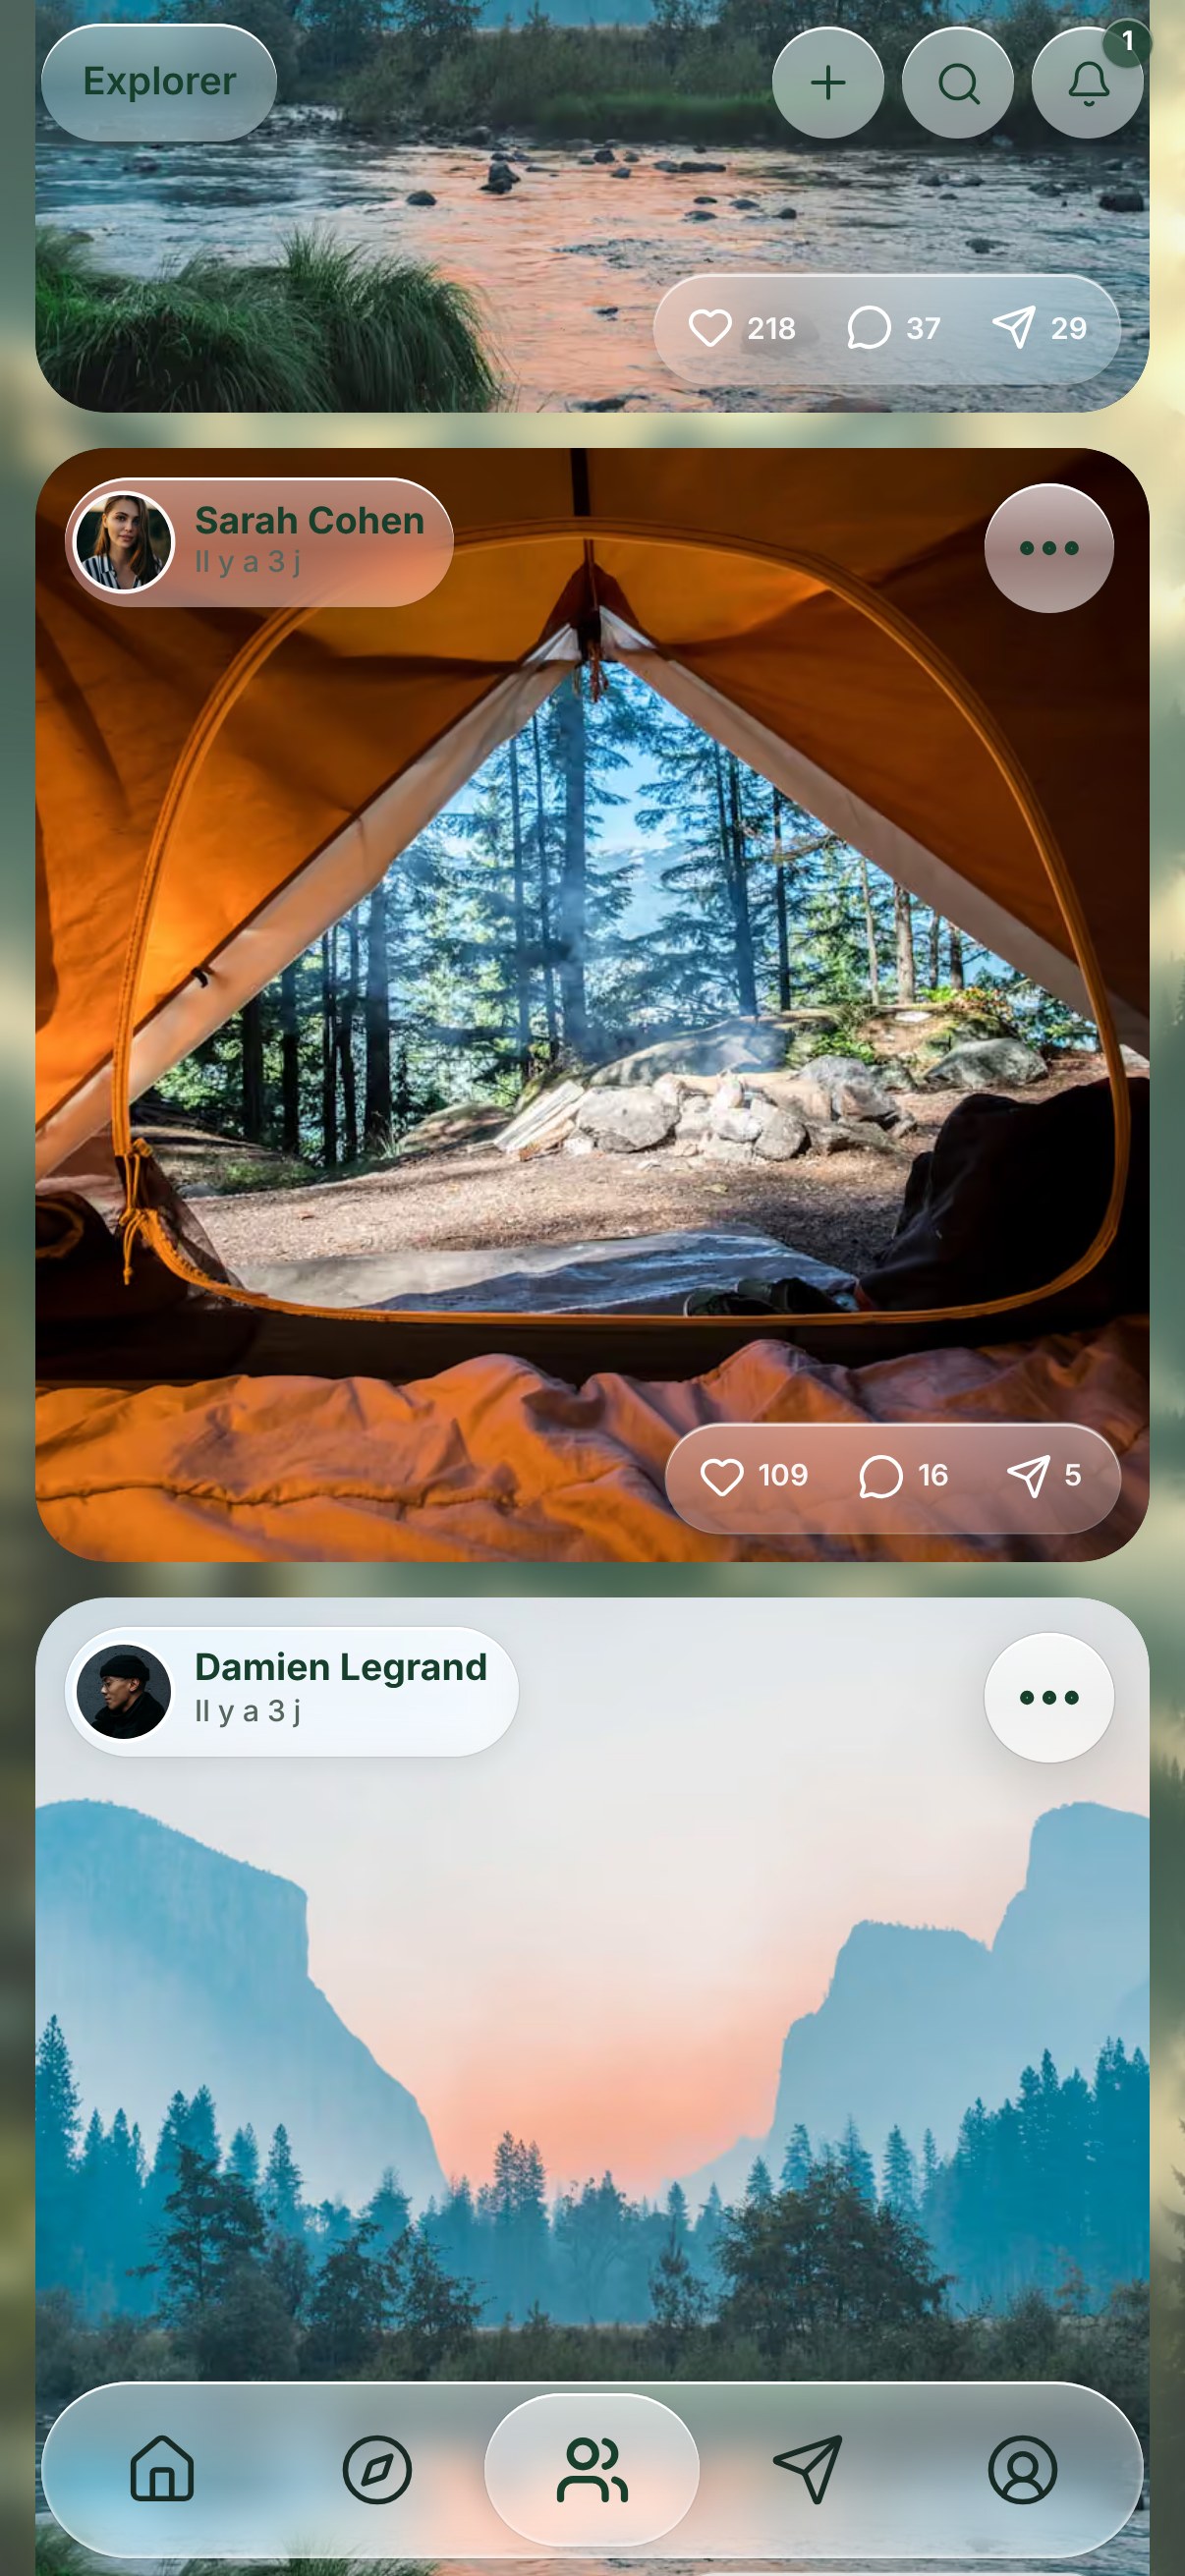 Explorer
1
218 37 29
Sarah Cohen
Il y a 3 j
109 16 5
Damien Legrand
Il y a 3 j